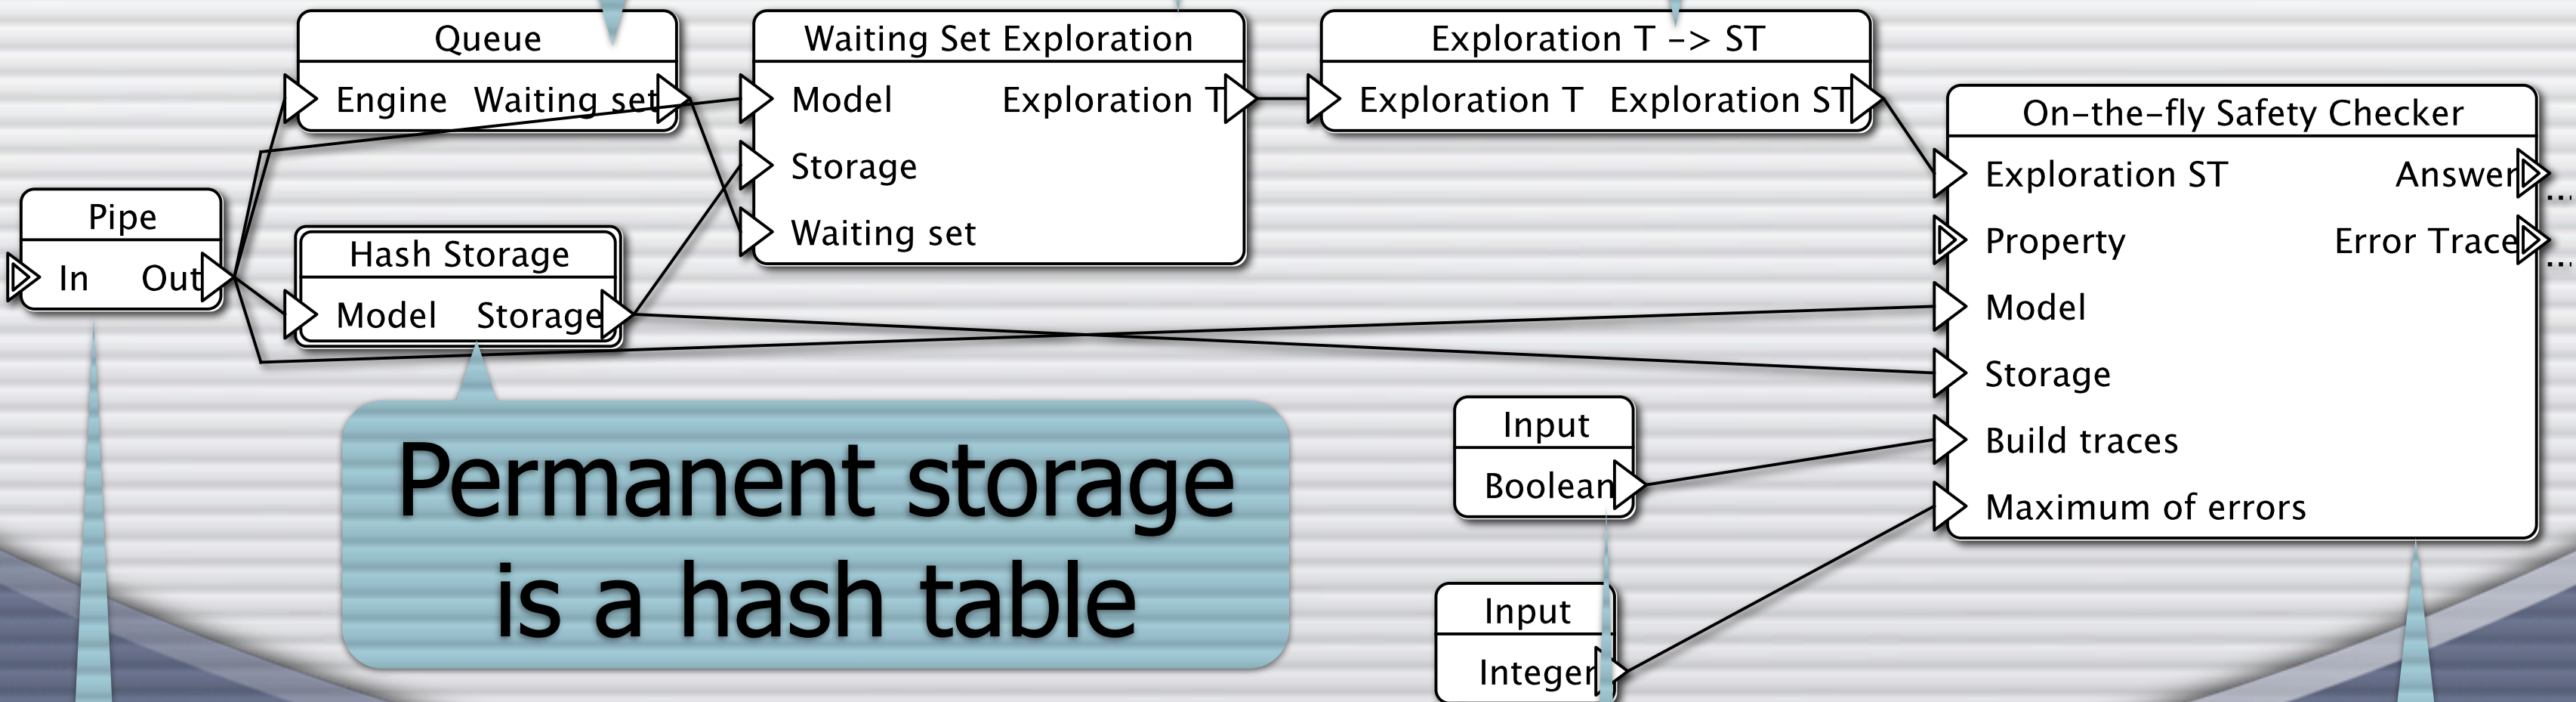 Queue
Engine Waiting set
Waiting Set Exploration
Model Exploration T
Storage
Waiting set
Exploration T -> ST
Exploration T Exploration ST
On-the-fly Safety Checker
Exploration ST Answer
...
Property Error Trace
...
Model
Storage
Build traces
Maximum of errors
Pipe
In Out
Hash Storage
Model Storage
Permanent storage
is a hash table
Input
Boolean
Input
Integer